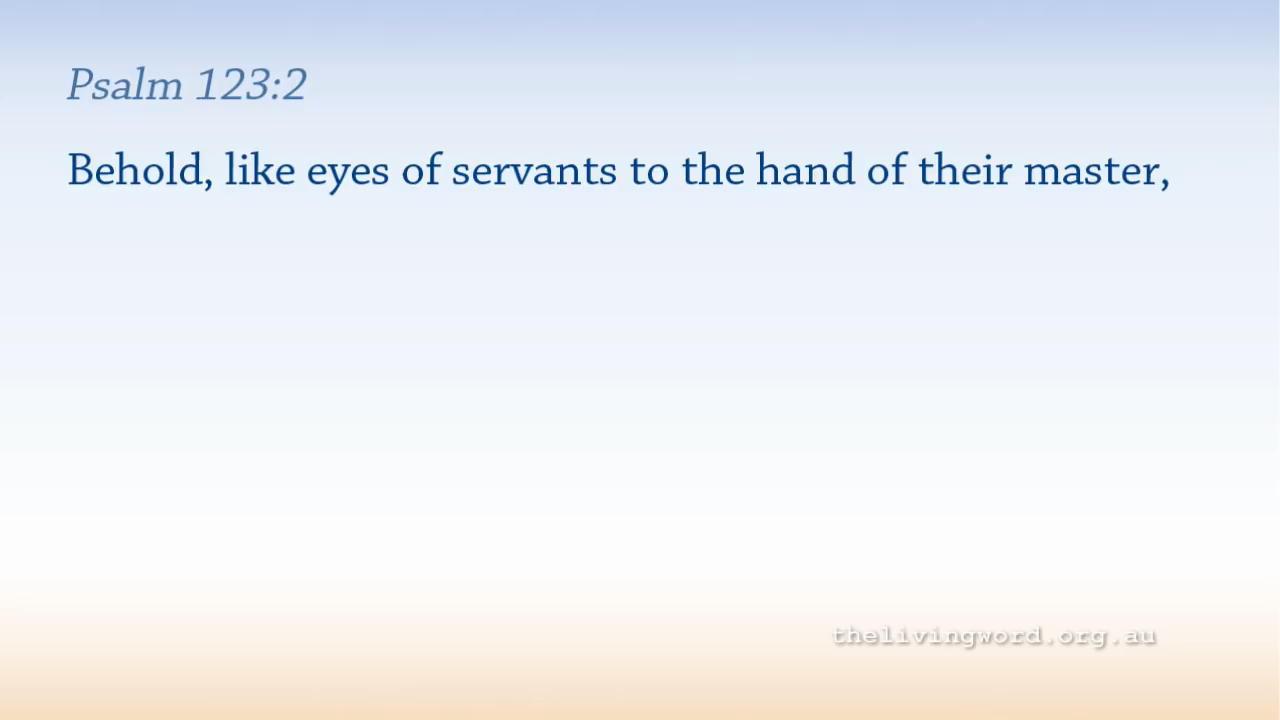 Psalm 123:2
Behold, like eyes of servants to the hand of their master,
thelivingword.org.au